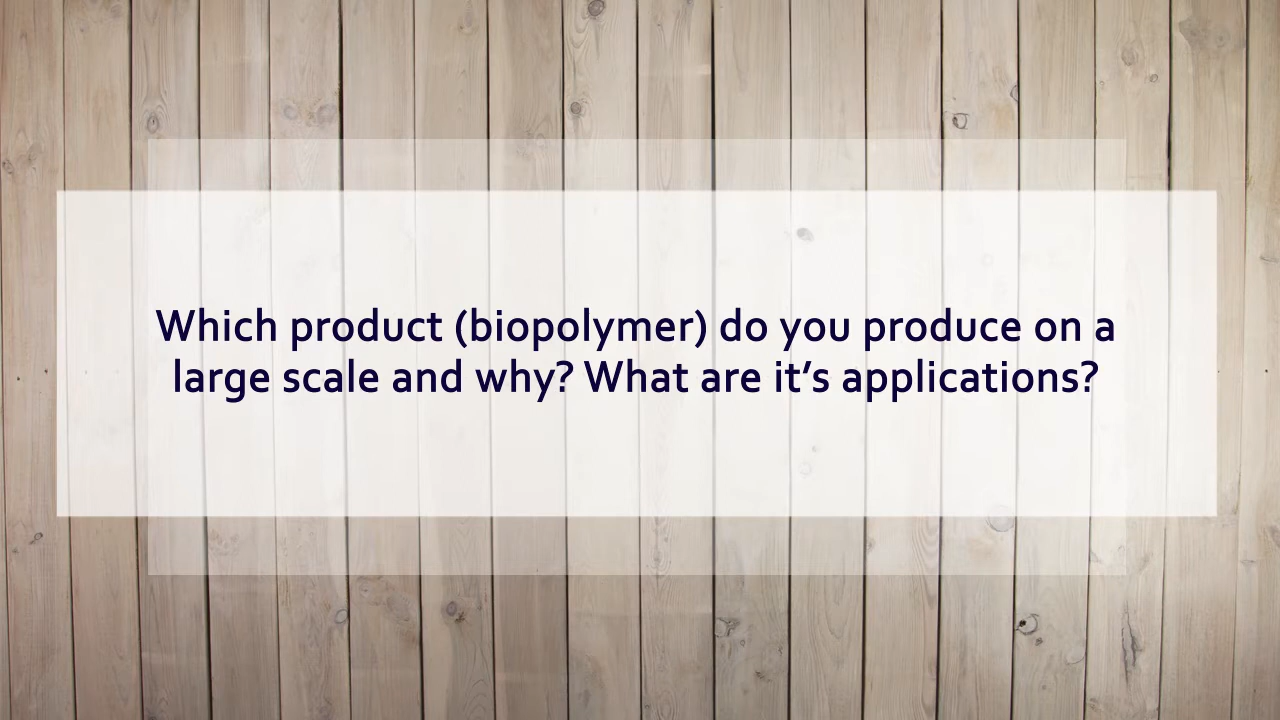 Which product (biopolymer) do you produce on a
large scale and why? What are it’s applications?